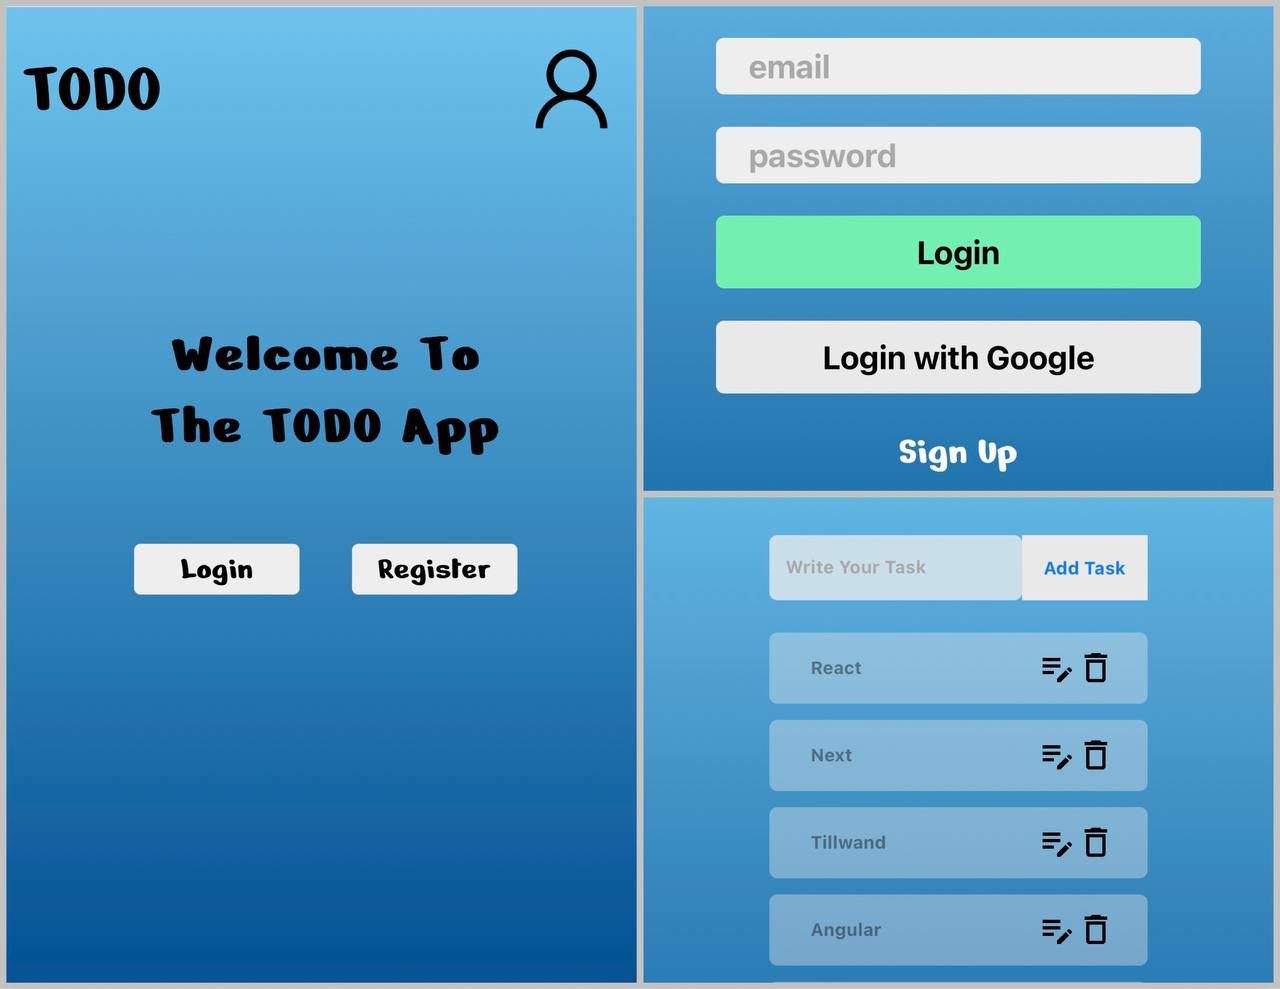 TODO
Welcome To
The TODO App
Login
Register
email
password
Login
Login with Google
Sign Up
Write Your Task
Add Task
React
Next
Tillwand
Angular